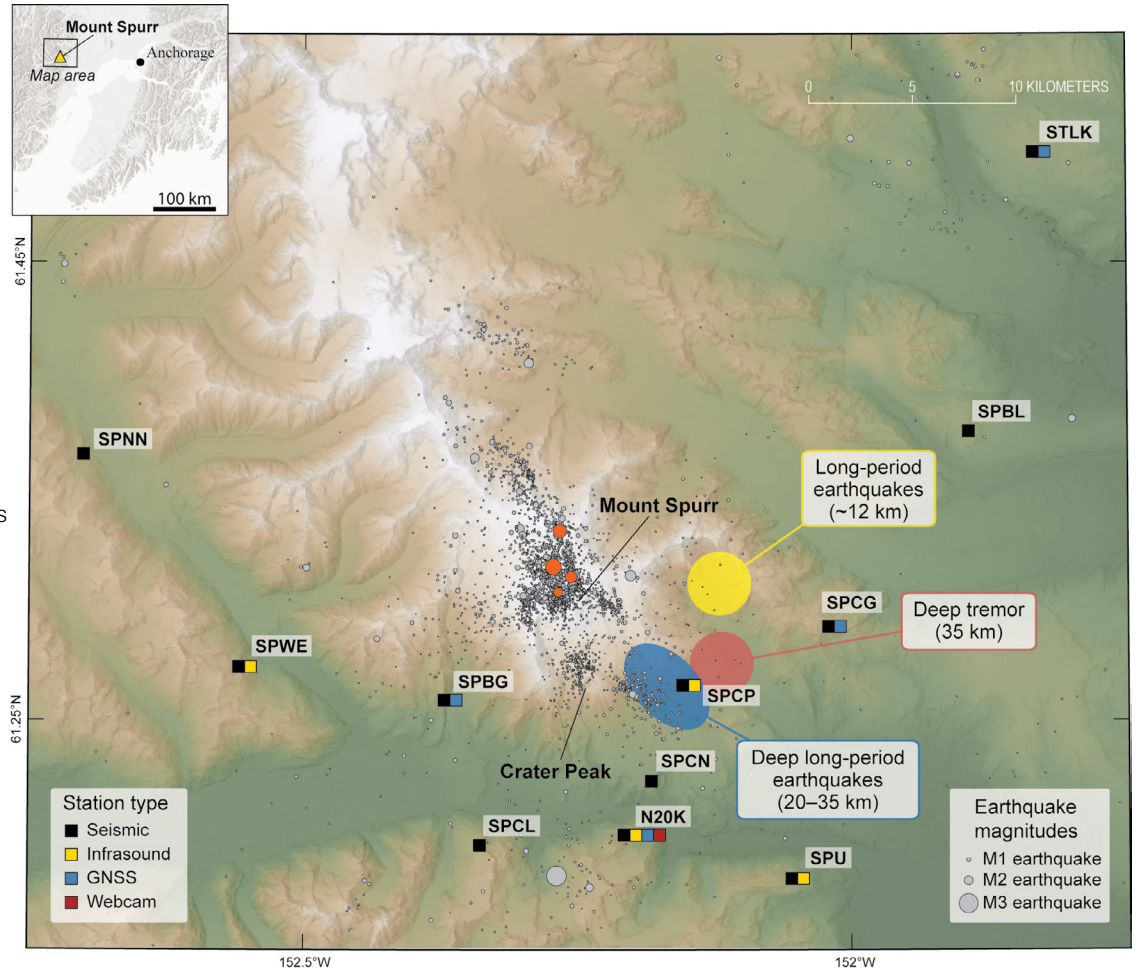 Mount Spurr
Anchorage
Map area
100 km
0
5
10 KILOMETERS
STLK
61.45°N
SPBL
SPNN
Long-period
earthquakes
(~12 km)
Mount Spurr
S
SPCG
Deep tremor
(35 km)
SPWE
SPBG
SPCP
61.25°N
Crater Peak
SPCN
Deep long-period
earthquakes
(20–35 km)
Station type
Seismic
Infrasound
GNSS
Webcam
SPCL
N20K
SPU
Earthquake
magnitudes
M1 earthquake
M2 earthquake
M3 earthquake
152.5°W
152°W